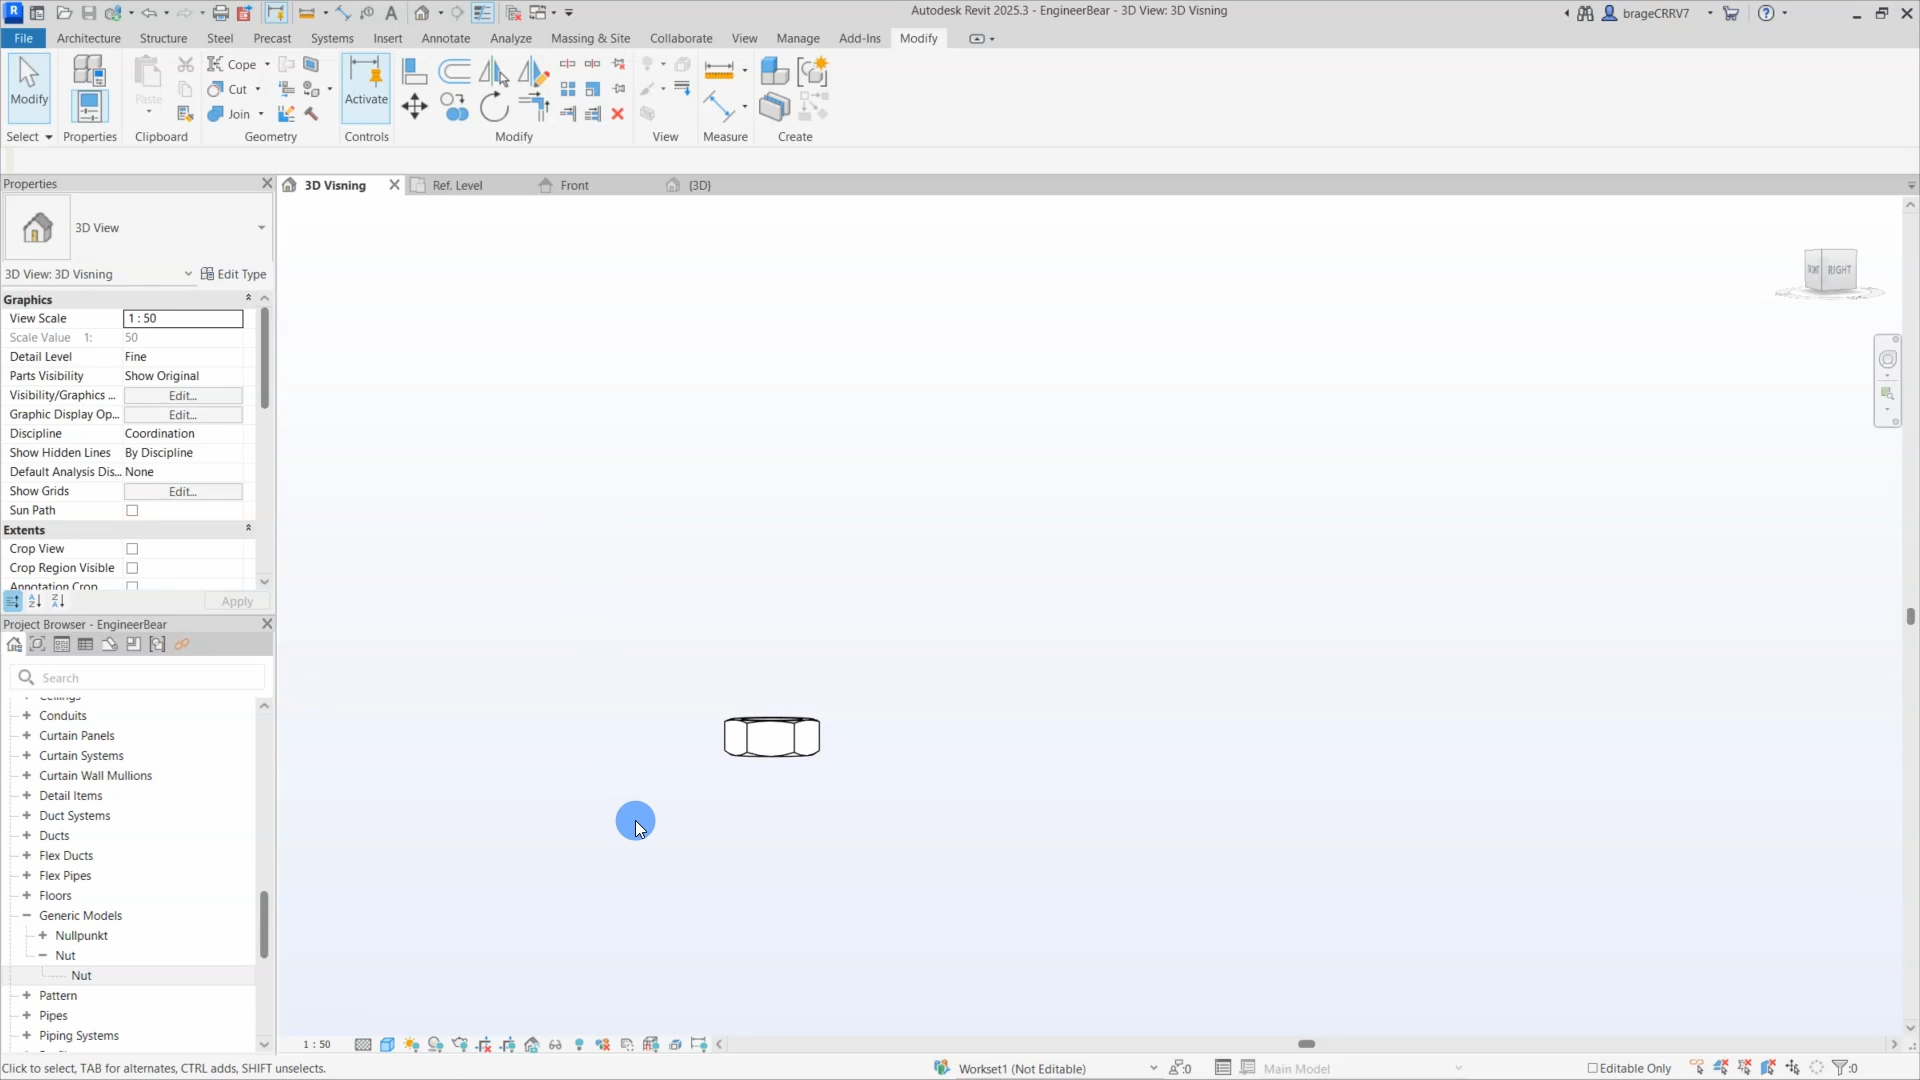 Autodesk Revit 2025.3 - EngineerBear - 3D View: 3D Visning
brageCRRV7
File Architecture Structure Steel Precast Systems Insert Annotate Analyze Massing & Site Collaborate View Manage Add-Ins Modify
Modify
Paste
Cope
Cut
Join
Activate
Select Properties Clipboard Geometry Controls Modify View Measure Create
Properties
3D Visning
Ref. Level
Front
(3D)
3D View
3D View: 3D Visning
Edit Type
Graphics
View Scale 1 : 50
Scale Value 1: 50
Detail Level Fine
Parts Visibility Show Original
Visibility/Graphics ... Edit...
Graphic Display Op... Edit...
Discipline Coordination
Show Hidden Lines By Discipline
Default Analysis Dis... None
Show Grids Edit...
Sun Path
Extents
Crop View
Crop Region Visible
Annotation Crop
Apply
RIGHT
Project Browser - EngineerBear
Search
Ceilings
Conduits
Curtain Panels
Curtain Systems
Curtain Wall Mullions
Detail Items
Duct Systems
Ducts
Flex Ducts
Flex Pipes
Floors
Generic Models
Nullpunkt
Nut
Nut
Pattern
Pipes
Piping Systems
1 : 50
Click to select, TAB for alternates, CTRL adds, SHIFT unselects.
Workset1 (Not Editable)
:0
Main Model
Editable Only
:0